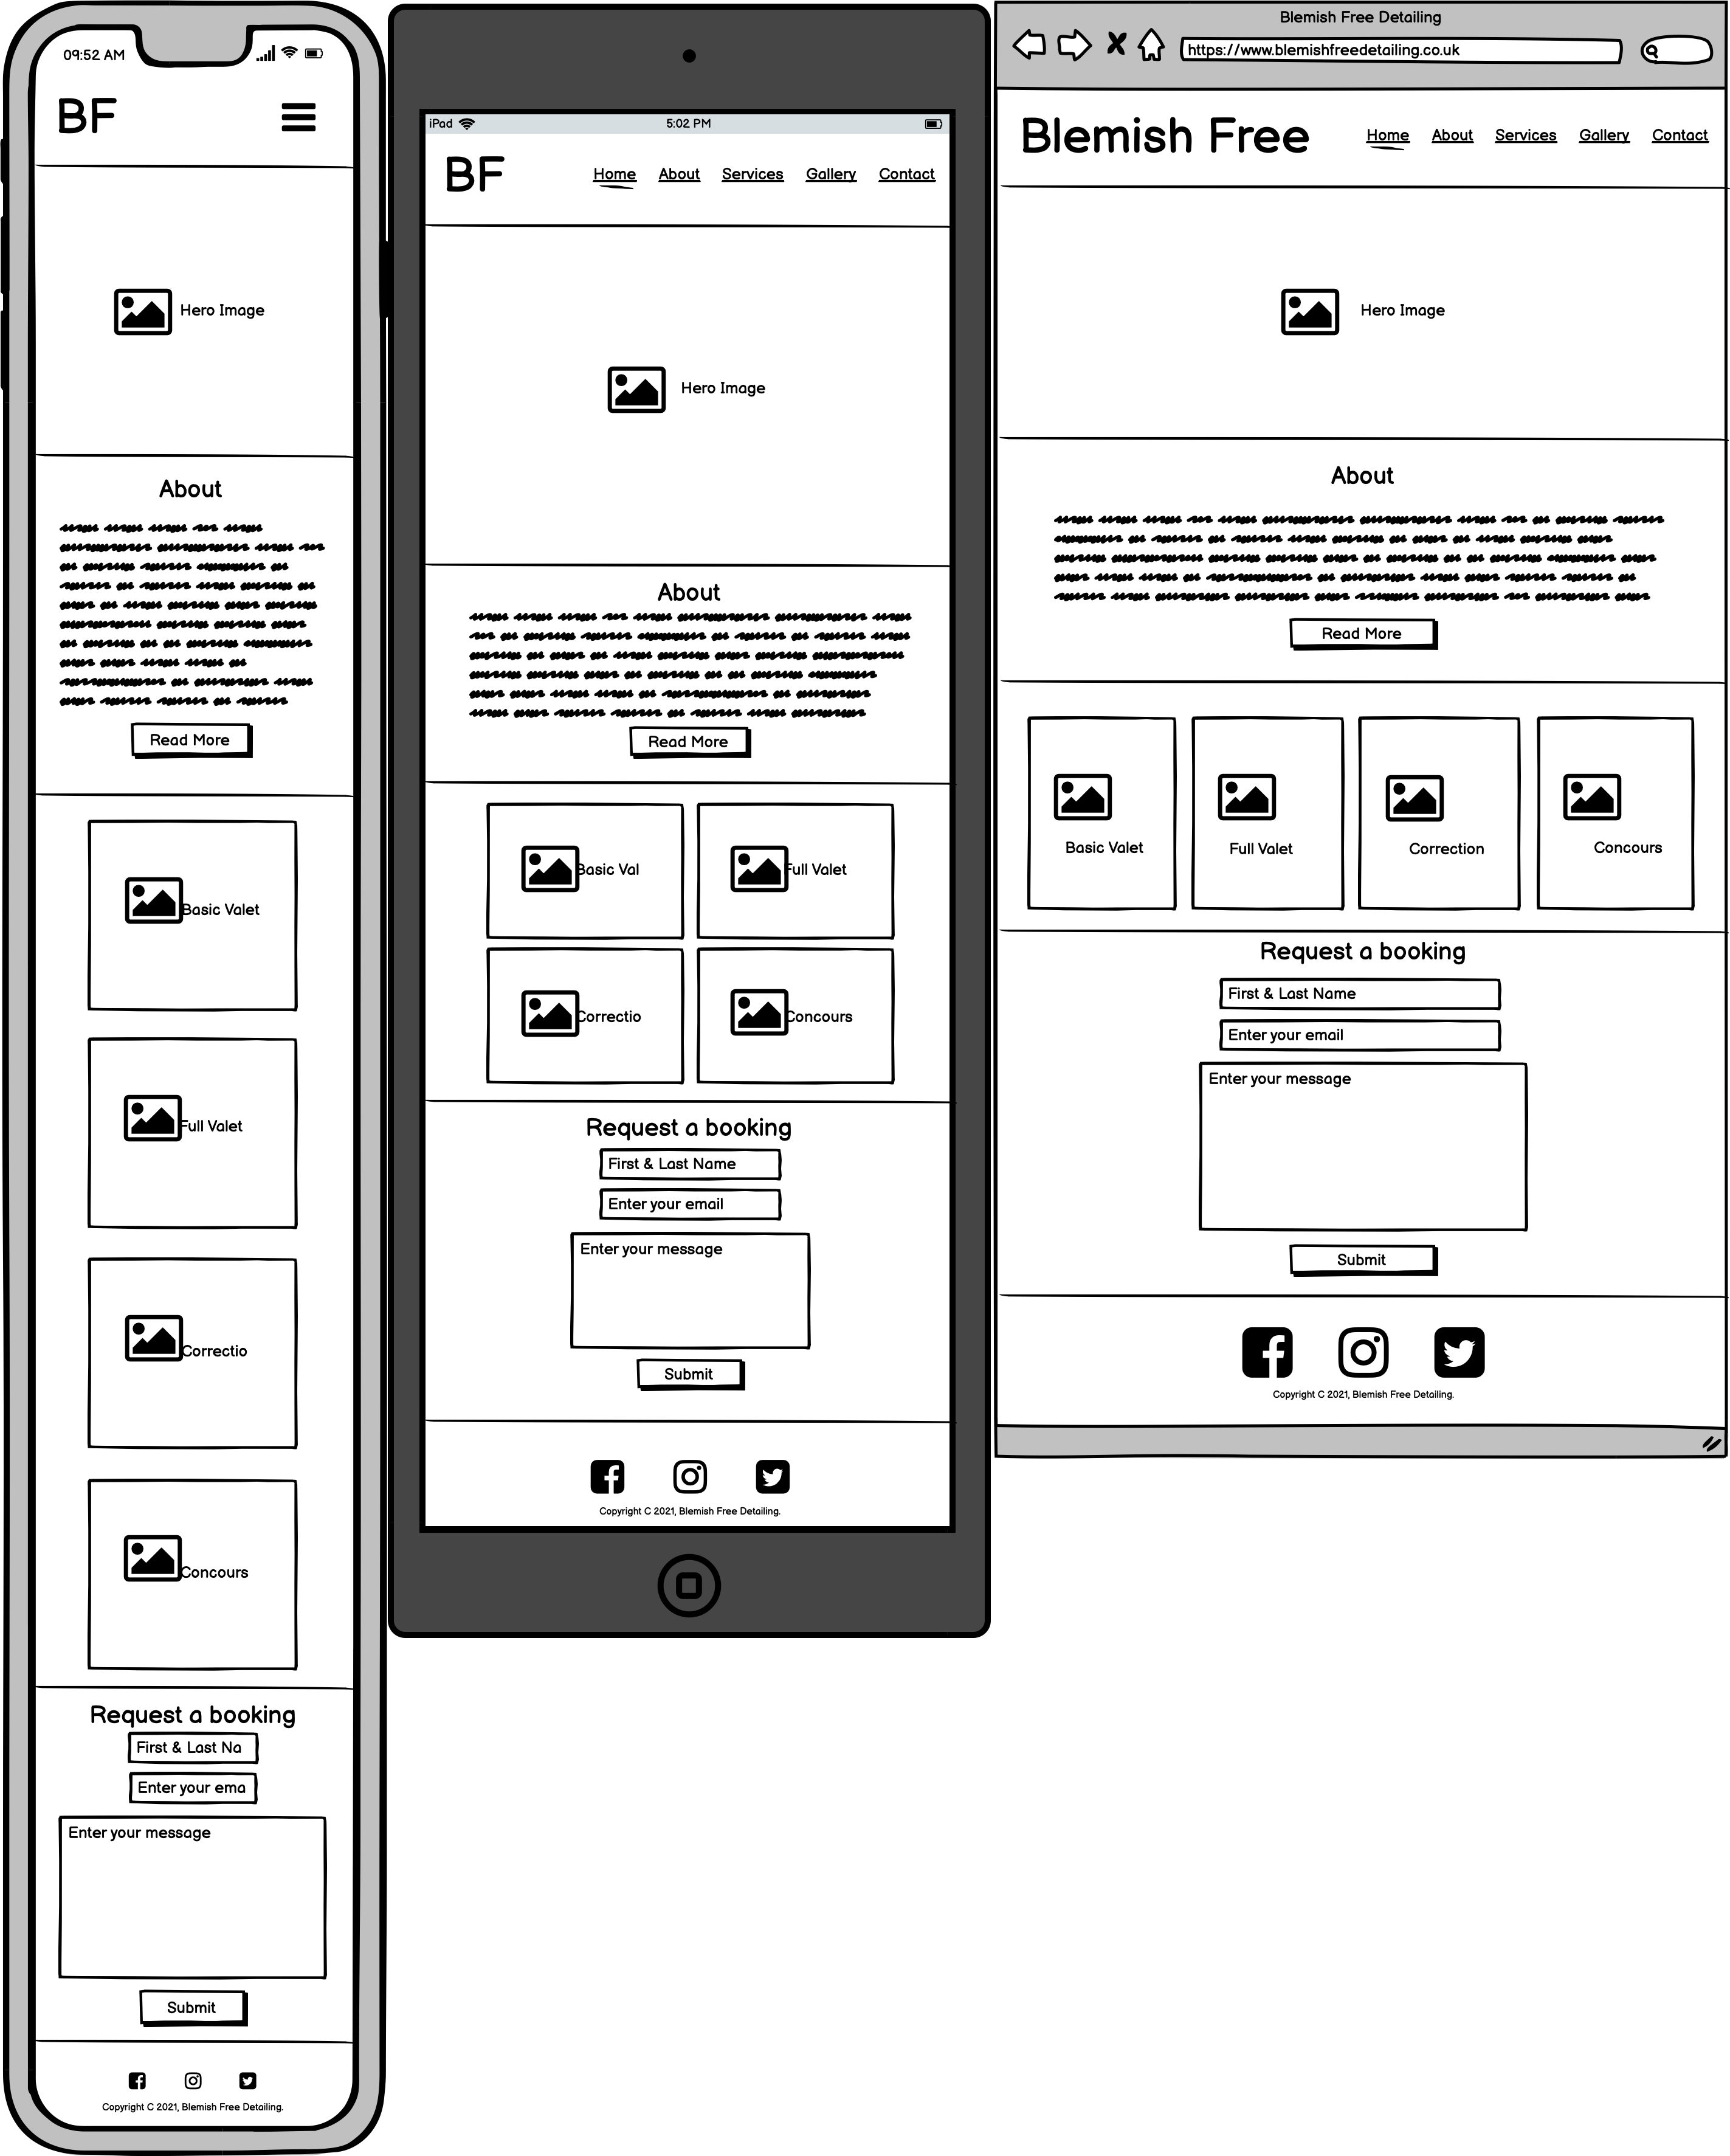 09:52 AM
BF
Hero Image
About
Read More
Basic Valet
Full Valet
Correctio
Concours
Request a booking
First & Last Na
Enter your ema
Enter your message
Submit
Copyright C 2021, Blemish Free Detailing.
iPad 5:02 PM
BF
Home About Services Gallery Contact
Hero Image
About
Read More
Basic Val Full Valet
Correctio Concours
Request a booking
First & Last Name
Enter your email
Enter your message
Submit
Copyright C 2021, Blemish Free Detailing.
Blemish Free Detailing
https://www.blemishfreedetailing.co.uk
Blemish Free
Home About Services Gallery Contact
Hero Image
About
Read More
Basic Valet Full Valet Correction Concours
Request a booking
First & Last Name
Enter your email
Enter your message
Submit
Copyright C 2021, Blemish Free Detailing.